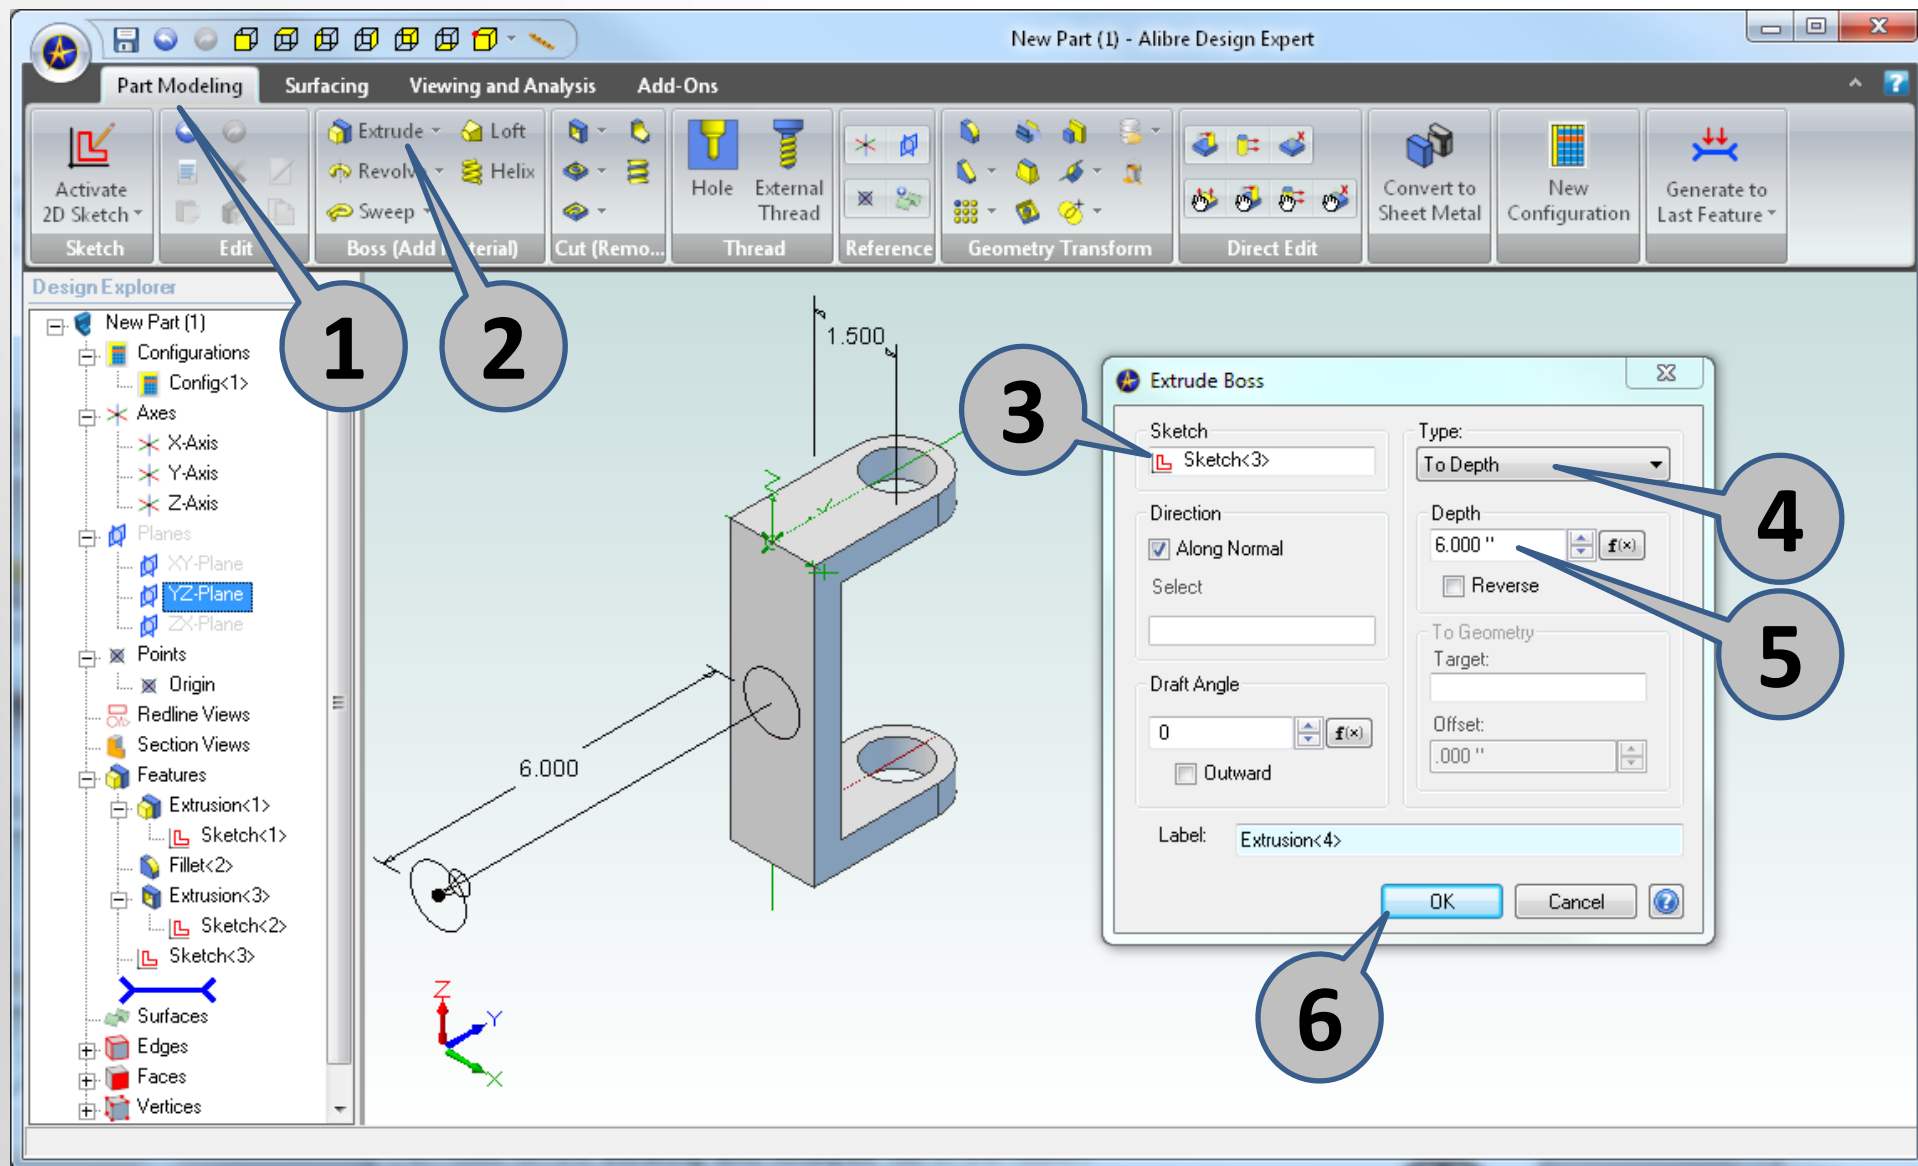 New Part (1) - Alibre Design Expert
Part Modeling Surfacing Viewing and Analysis Add-Ons
Activate
2D Sketch
Sketch
Edit
Extrude Loft
Revolve Helix
Sweep
Boss (Add Material)
Cut (Remo...
Hole
External
Thread
Thread
Reference
Geometry Transform
Direct Edit
Convert to
Sheet Metal
New
Configuration
Generate to
Last Feature
Design Explorer
New Part (1)
Configurations
Config<1>
Axes
X-Axis
Y-Axis
Z-Axis
Planes
XY-Plane
YZ-Plane
ZX-Plane
Points
Origin
Redline Views
Section Views
Features
Extrusion<1>
Sketch<1>
Fillet<2>
Extrusion<3>
Sketch<2>
Sketch<3>
Surfaces
Edges
Faces
Vertices
1
2
3
4
5
6
1.500
6.000
Z
Y
X
Z
Y
X
Extrude Boss
Sketch
Sketch<3>
Direction
Along Normal
Select
Draft Angle
0
f(x)
Outward
Type:
To Depth
Depth
6.000 "
f(x)
Reverse
To Geometry
Target:
Offset:
.000 "
Label: Extrusion<4>
OK Cancel ?